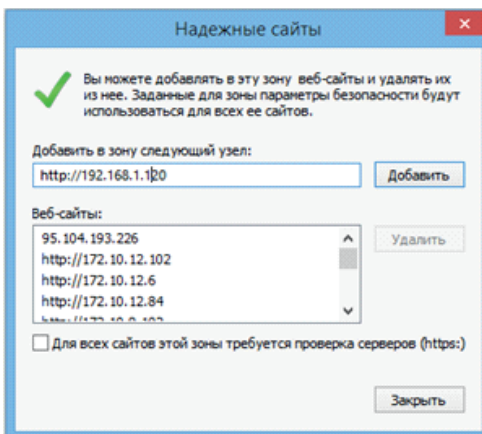 Надежные сайты
Вы можете добавлять в эту зону веб-сайты и удалять их
из нее. Заданные для зоны параметры безопасности будут
использоваться для всех ее сайтов.
Добавить в зону следующий узел:
http://192.168.1.120
Добавить
Веб-сайты:
95.104.193.226
Удалить
http://172.10.12.102
http://172.10.12.6
http://172.10.12.84
Для всех сайтов этой зоны требуется проверка серверов (https:)
Закрыть